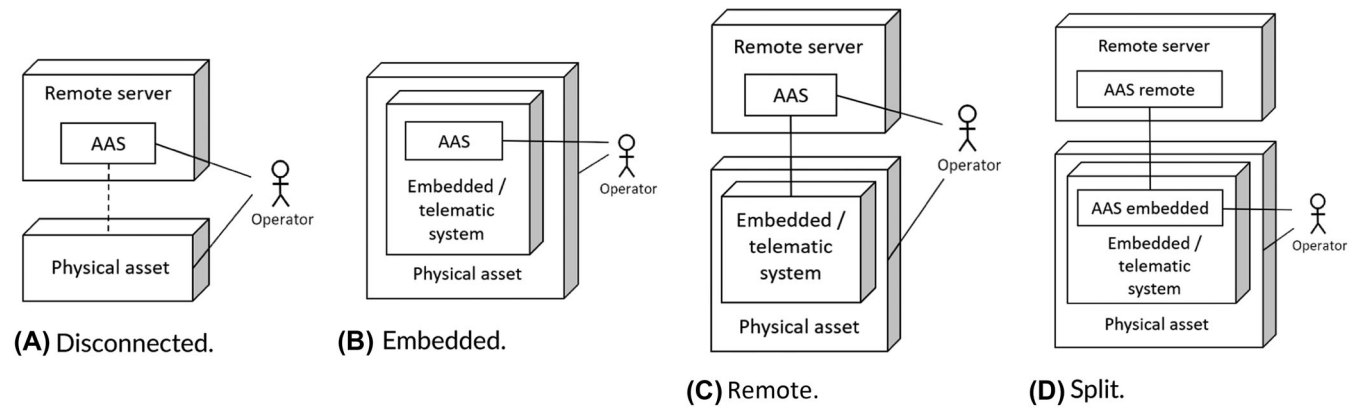 Remote server
AAS
Physical asset
Operator
(A) Disconnected.
AAS
Embedded /
telematic
system
Physical asset
Operator
(B) Embedded.
Remote server
AAS
Embedded /
telematic
system
Physical asset
Operator
(C) Remote.
Remote server
AAS remote
AAS embedded
Embedded /
telematic
system
Physical asset
Operator
(D) Split.